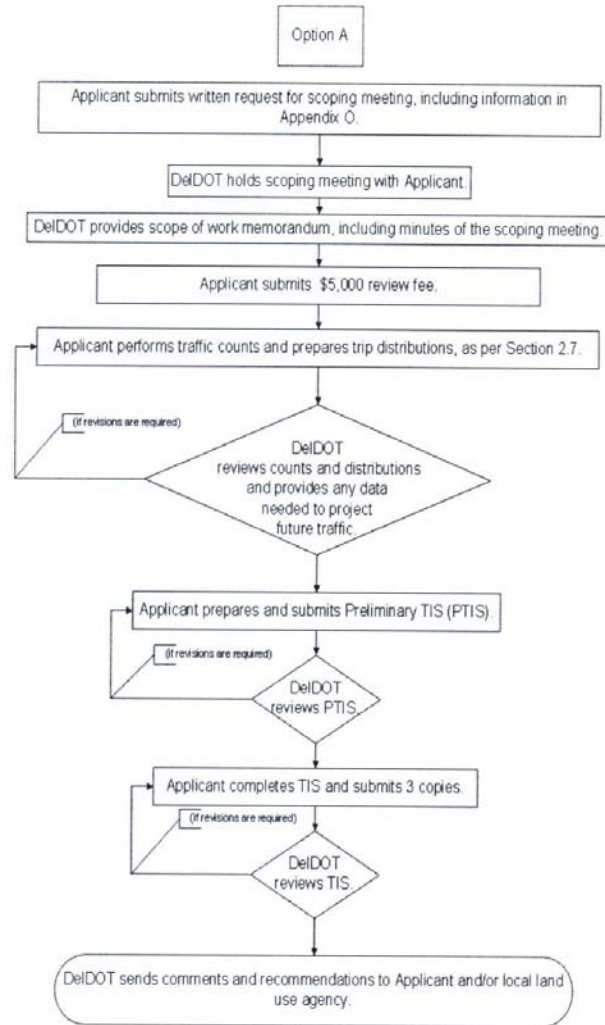 Option A
Applicant submits written request for scoping meeting, including information in
Appendix O.
DelDOT holds scoping meeting with Applicant.
DelDOT provides scope of work memorandum, including minutes of the scoping meeting.
Applicant submits $5,000 review fee.
Applicant performs traffic counts and prepares trip distributions, as per Section 2.7.
(if revisions are required)
DelDOT
reviews counts and distributions
and provides any data
needed to project
future traffic.
Applicant prepares and submits Preliminary TIS (PTIS).
(if revisions are required)
DelDOT
reviews PTIS.
Applicant completes TIS and submits 3 copies.
(if revisions are required)
DelDOT
reviews TIS.
DelDOT sends comments and recommendations to Applicant and/or local land
use agency.